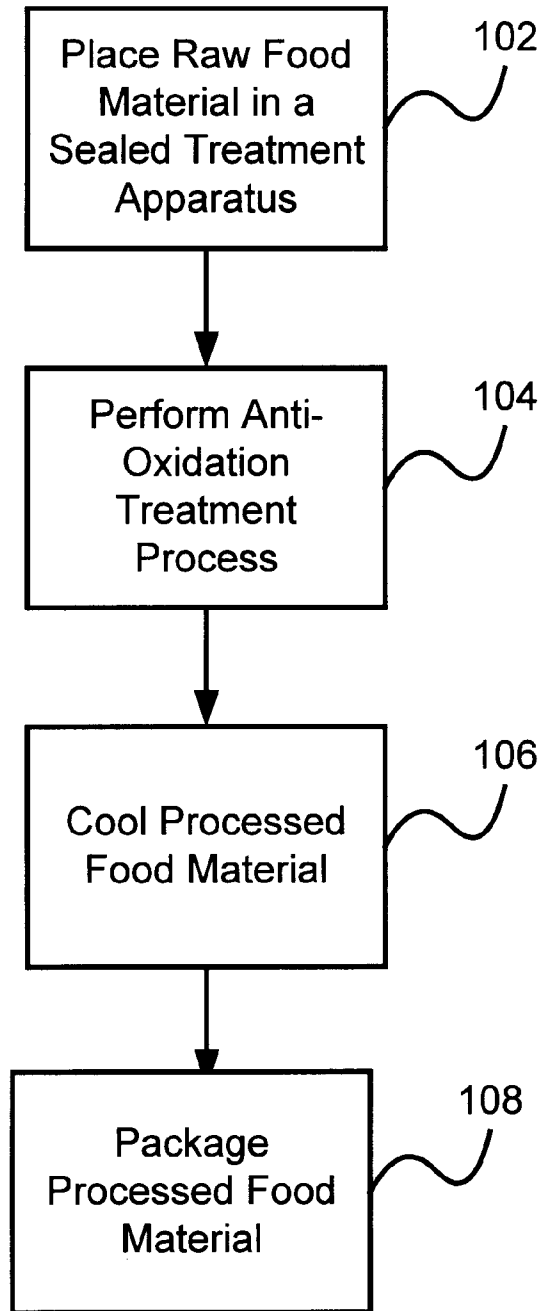 102
Place Raw Food
Material in a
Sealed Treatment
Apparatus
104
Perform Anti-
Oxidation
Treatment
Process
106
Cool Processed
Food Material
108
Package
Processed Food
Material